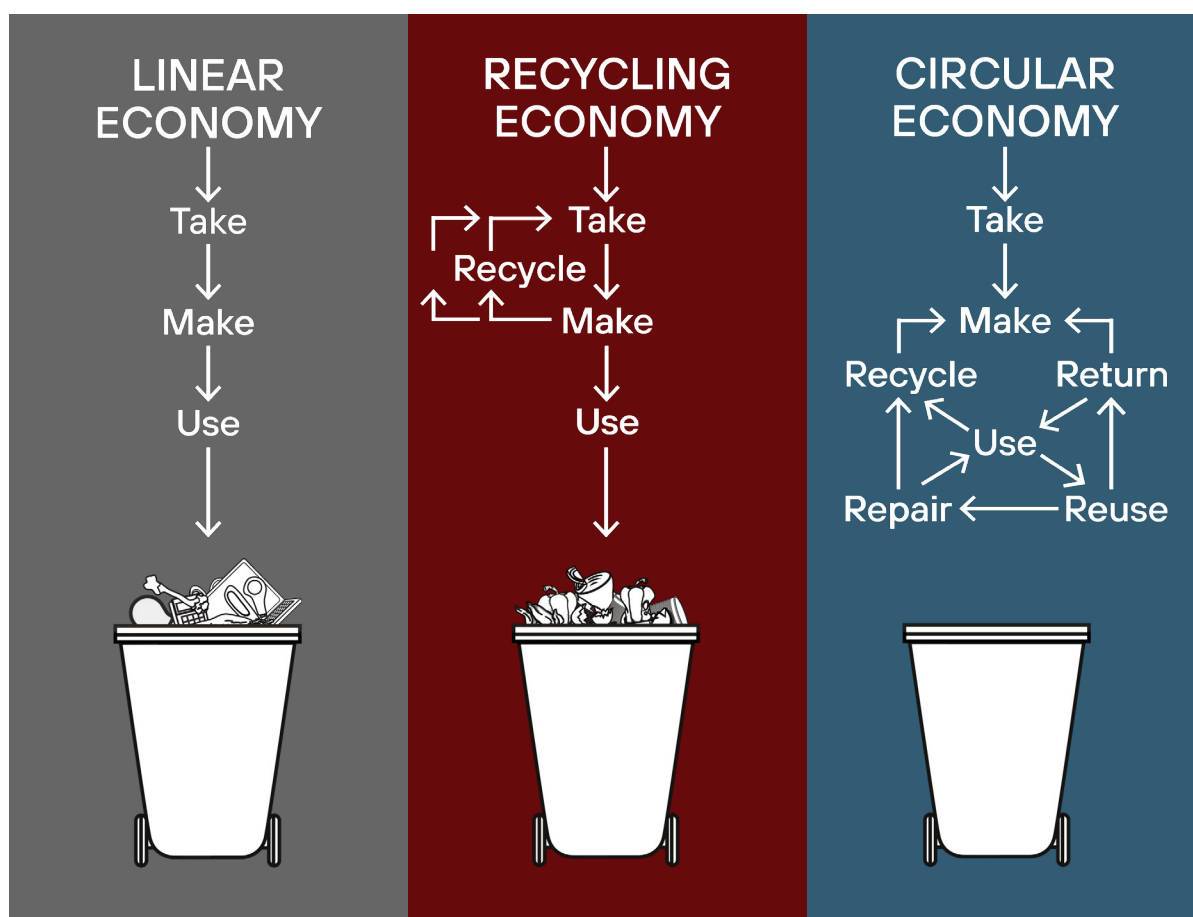 LINEAR
ECONOMY
Take
Make
Use
RECYCLING
ECONOMY
Take
Recycle
Make
Use
CIRCULAR
ECONOMY
Take
Make
Recycle Return
Use
Repair Reuse